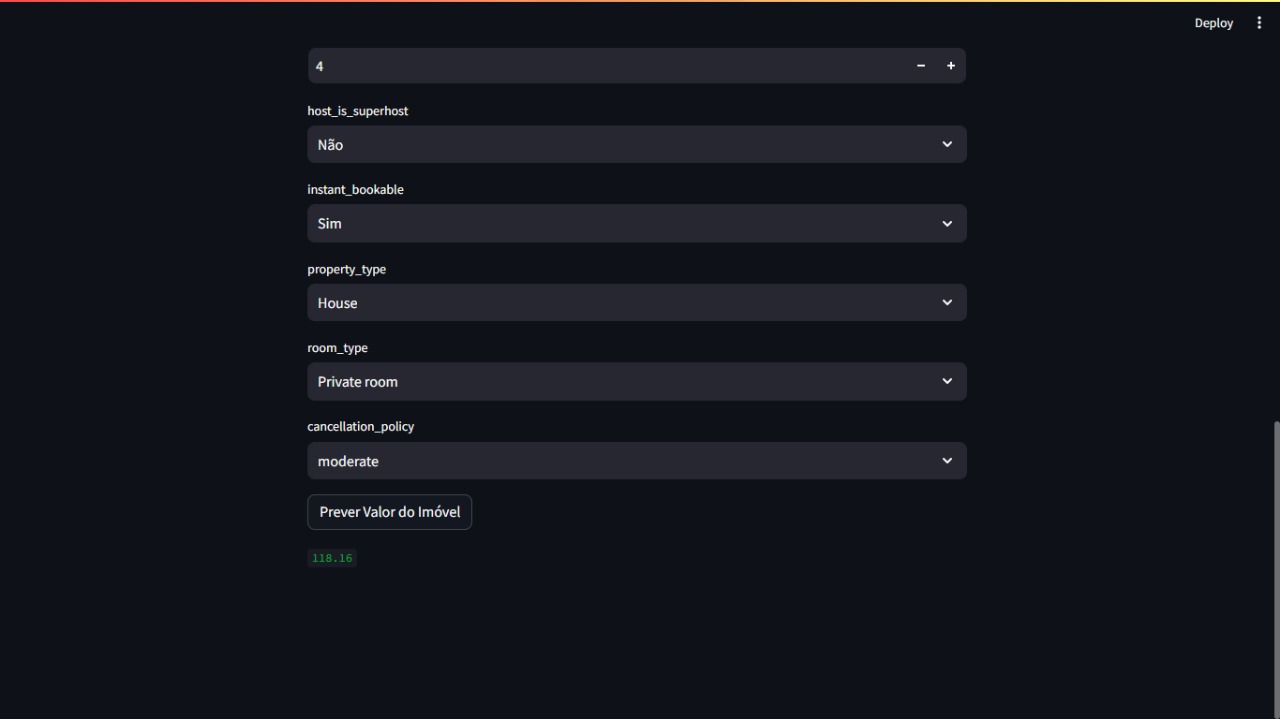 Deploy
4
host_is_superhost
Não
instant_bookable
Sim
property_type
House
room_type
Private room
cancellation_policy
moderate
Prever Valor do Imóvel
118.16